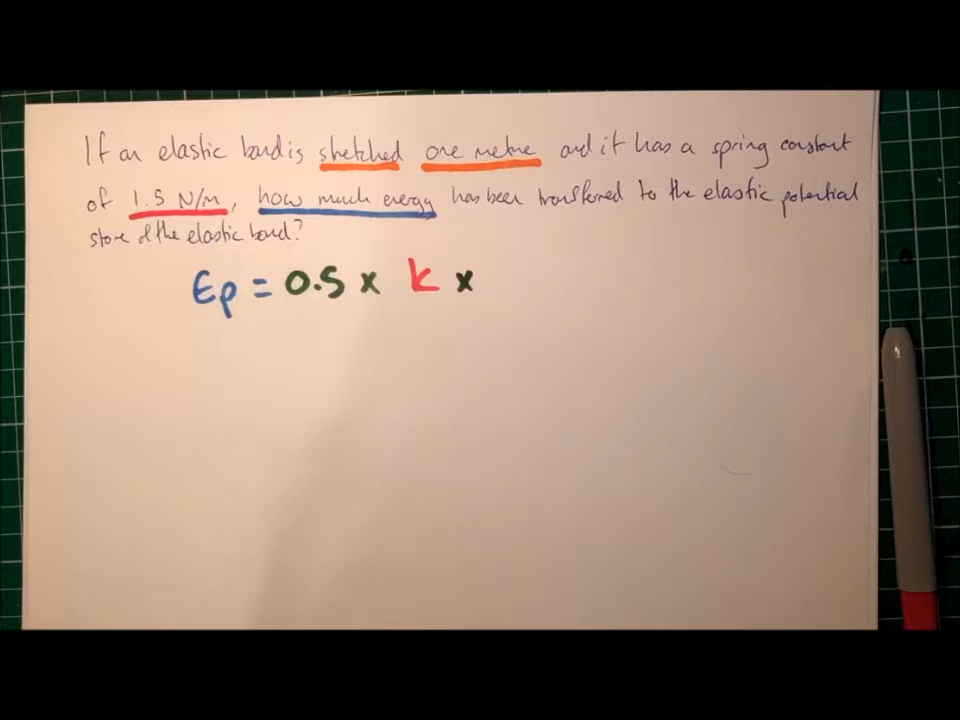 If an elastic band is stretched one metre and it has a spring constant
of 1.5 N/m, how much energy has been transferred to the elastic potential
store of the elastic band?
Ep = 0.5 x k x